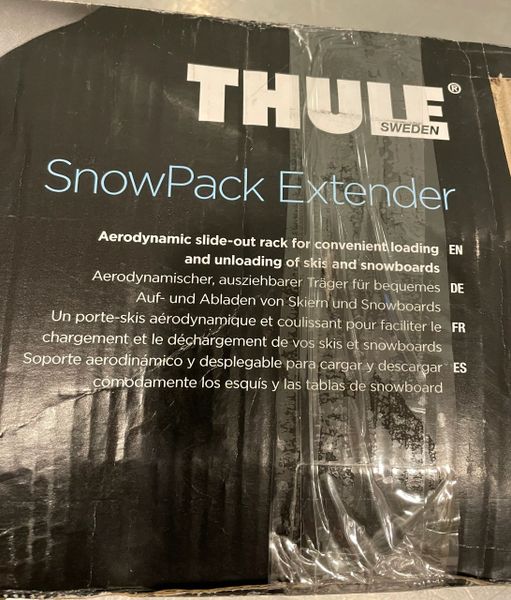 THULE®
SWEDEN
SnowPack Extender
Aerodynamic slide-out rack for convenient loading EN
and unloading of skis and snowboards
Aerodynamischer, ausziehbarer Träger für bequemes DE
Auf- und Abladen von Skiern und Snowboards
Un porte-skis aérodynamique et coulissant pour faciliter le FR
chargement et le déchargement de vos skis et snowboards
Soporte aerodinámico y desplegable para cargar y descargar ES
cómodamente los esquís y las tablas de snowboard